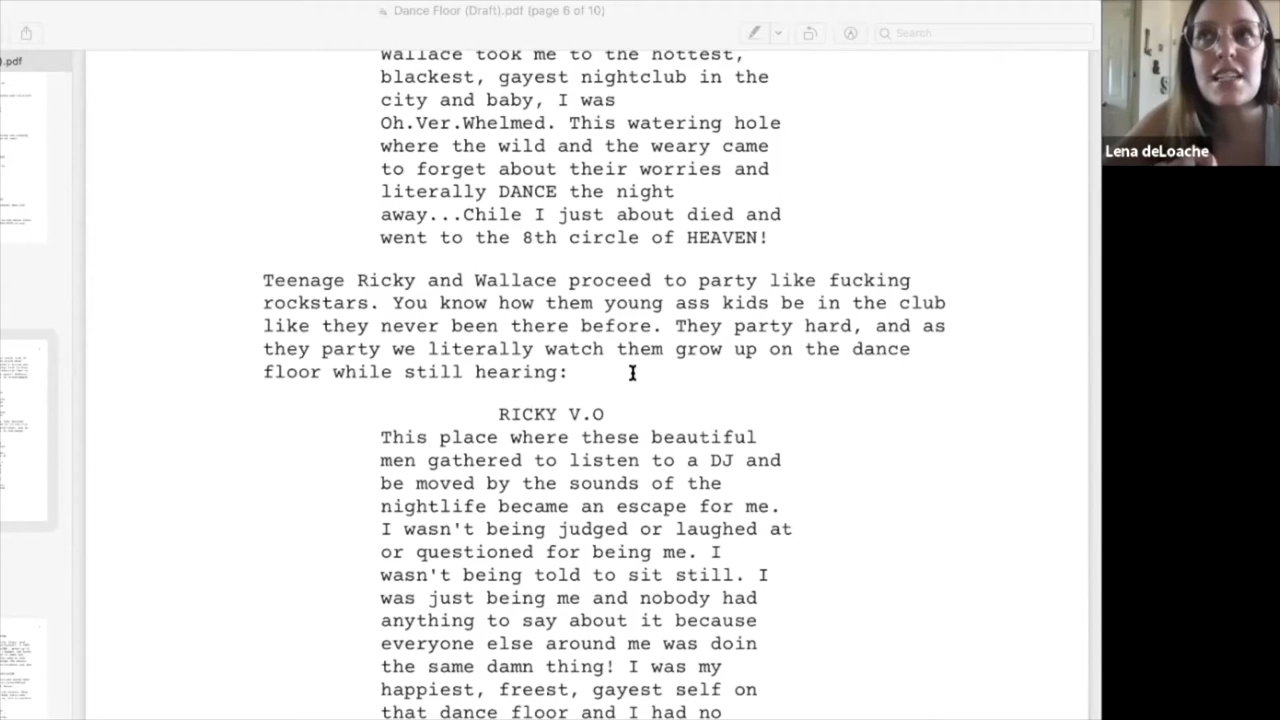 Dance Floor (Draft).pdf (page 6 of 10)
Search
).pdf
Wallace took me to the hottest,
blackest, gayest nightclub in the
city and baby, I was
Oh.Ver.Whelmed. This watering hole
where the wild and the weary came
to forget about their worries and
literally DANCE the night
away...Chile I just about died and
went to the 8th circle of HEAVEN!
Teenage Ricky and Wallace proceed to party like fucking
rockstars. You know how them young ass kids be in the club
like they never been there before. They party hard, and as
they party we literally watch them grow up on the dance
floor while still hearing:
RICKY V.O
This place where these beautiful
men gathered to listen to a DJ and
be moved by the sounds of the
nightlife became an escape for me.
I wasn't being judged or laughed at
or questioned for being me. I
wasn't being told to sit still. I
was just being me and nobody had
anything to say about it because
everyone else around me was doin
the same damn thing! I was my
happiest, freest, gayest self on
that dance floor and I had no
Lena deLoache